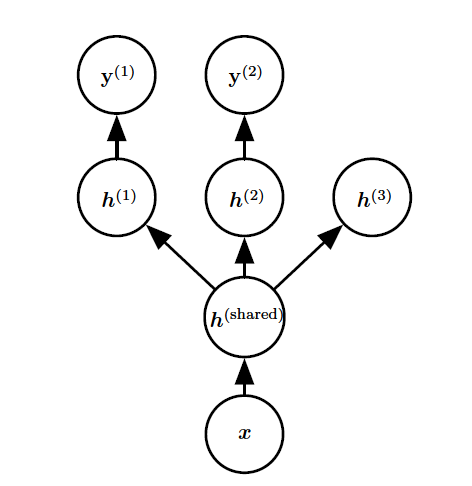 y(1) y(2)
h(1) h(2) h(3)
h(shared)
x